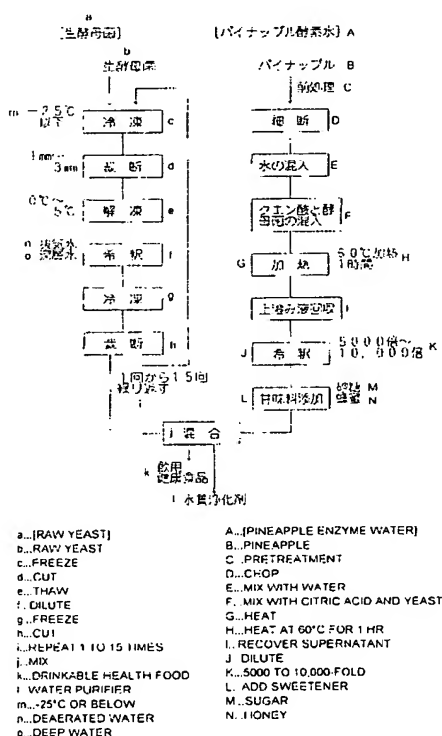 a
[生酵母菌]
[パイナップル酵素水] A
b
生酵母菌
パイナップル B
前処理 C
m －25℃
以下
冷凍 c
細断 D
1mm～
3mm
裁断 d
水の混入 E
0℃～
5℃
解凍 e
クエン酸と酵
母菌の混入 F
n 脱気水
o 深層水
希釈 f
G 加熱
60℃加熱 H
1時間
冷凍 g
上澄み液回収 I
裁断 h
J 希釈
5000倍～
10,000倍 K
1回から15回
繰り返す
i
L 甘味料添加
砂糖 M
蜂蜜 N
j 混合
k 飲用
健康食品
l 水質浄化剤
a...[RAW YEAST]
b...RAW YEAST
c...FREEZE
d...CUT
e...THAW
f...DILUTE
g...FREEZE
h...CUT
i...REPEAT 1 TO 15 TIMES
j...MIX
k...DRINKABLE HEALTH FOOD
l...WATER PURIFIER
m...-25°C OR BELOW
n...DEAERATED WATER
o...DEEP WATER
A...[PINEAPPLE ENZYME WATER]
B...PINEAPPLE
C...PRETREATMENT
D...CHOP
E...MIX WITH WATER
F...MIX WITH CITRIC ACID AND YEAST
G...HEAT
H...HEAT AT 60°C FOR 1 HR
I...RECOVER SUPERNATANT
J...DILUTE
K...5000 TO 10,000-FOLD
L...ADD SWEETENER
M...SUGAR
N...HONEY